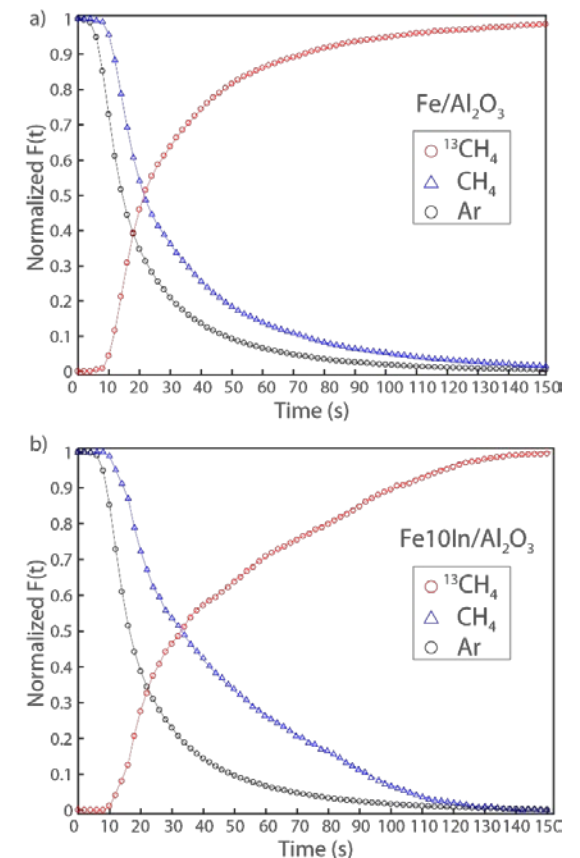 a)
Normalized F(t)
1
0.9
0.8
0.7
0.6
0.5
0.4
0.3
0.2
0.1
0
Fe/Al₂O₃
¹³CH₄
CH₄
Ar
0 10 20 30 40 50 60 70 80 90 100 110 120 130 140 150
Time (s)
b)
Normalized F(t)
1
0.9
0.8
0.7
0.6
0.5
0.4
0.3
0.2
0.1
0
Fe10In/Al₂O₃
¹³CH₄
CH₄
Ar
0 10 20 30 40 50 60 70 80 90 100 110 120 130 140 150
Time (s)